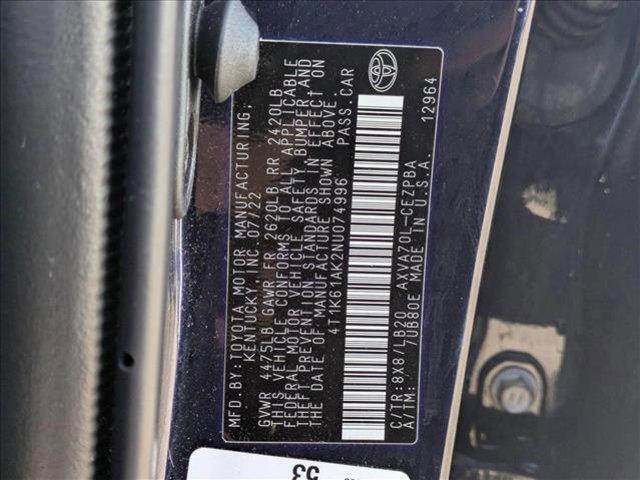 MFD. BY: TOYOTA MOTOR MANUFACTURING,
KENTUCKY, INC 07/22
GVWR 4475LB GAWR FR 2620LB RR 2420LB
THIS VEHICLE CONFORMS TO ALL APPLICABLE
FEDERAL MOTOR VEHICLE SAFETY, BUMPER, AND
THEFT PREVENTION STANDARDS IN EFFECT ON
THE DATE OF MANUFACTURE SHOWN ABOVE.
4T1K61AK2NU074996 PASS. CAR
C/TR: 8X8/LB20 AXVA70L-CEZPBA
A/TM: 7UB80E MADE IN U.S.A. 12964
53